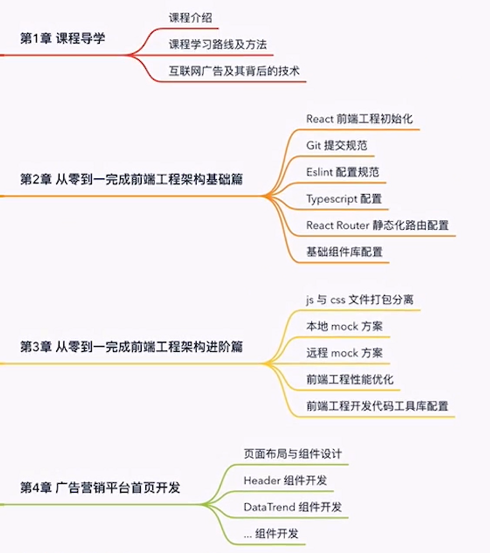 第1章 课程导学
课程介绍
课程学习路线及方法
互联网广告及其背后的技术
第2章 从零到一完成前端工程架构基础篇
React 前端工程初始化
Git 提交规范
Eslint 配置规范
Typescript 配置
React Router 静态化路由配置
基础组件库配置
第3章 从零到一完成前端工程架构进阶篇
js 与 css 文件打包分离
本地 mock 方案
远程 mock 方案
前端工程性能优化
前端工程开发代码工具库配置
第4章 广告营销平台首页开发
页面布局与组件设计
Header 组件开发
DataTrend 组件开发
... 组件开发